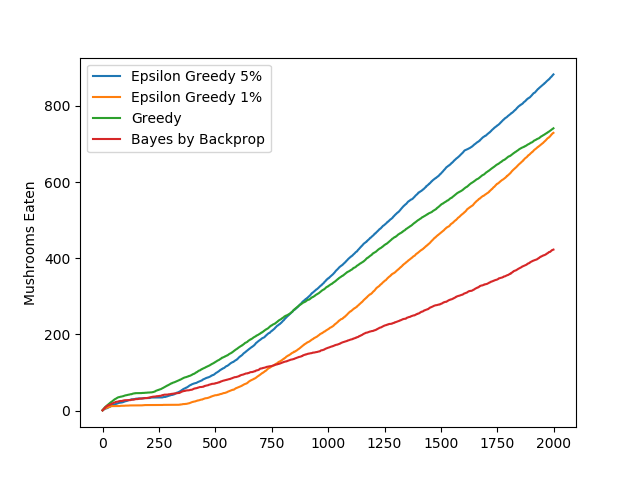 Epsilon Greedy 5%
Epsilon Greedy 1%
Greedy
Bayes by Backprop
Mushrooms Eaten
800
600
400
200
0
0 250 500 750 1000 1250 1500 1750 2000